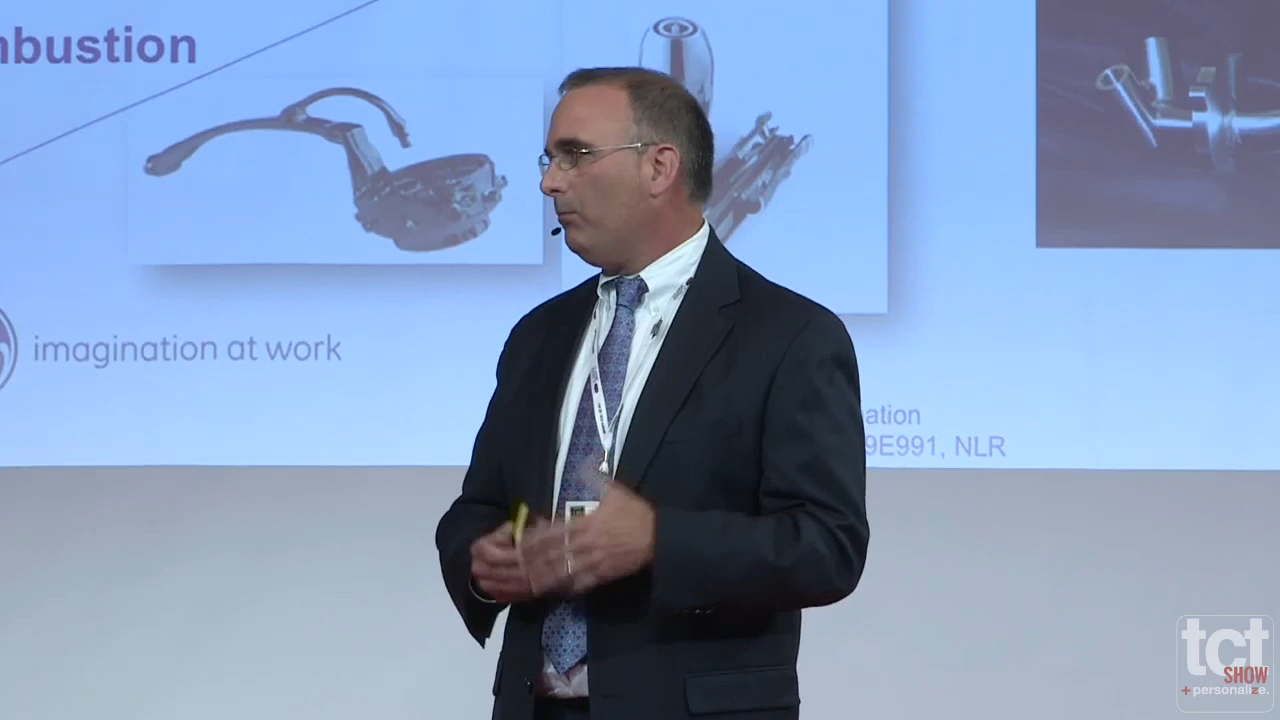 mbustion
imagination at work
ation
9E991, NLR
tct
SHOW
+personalize.